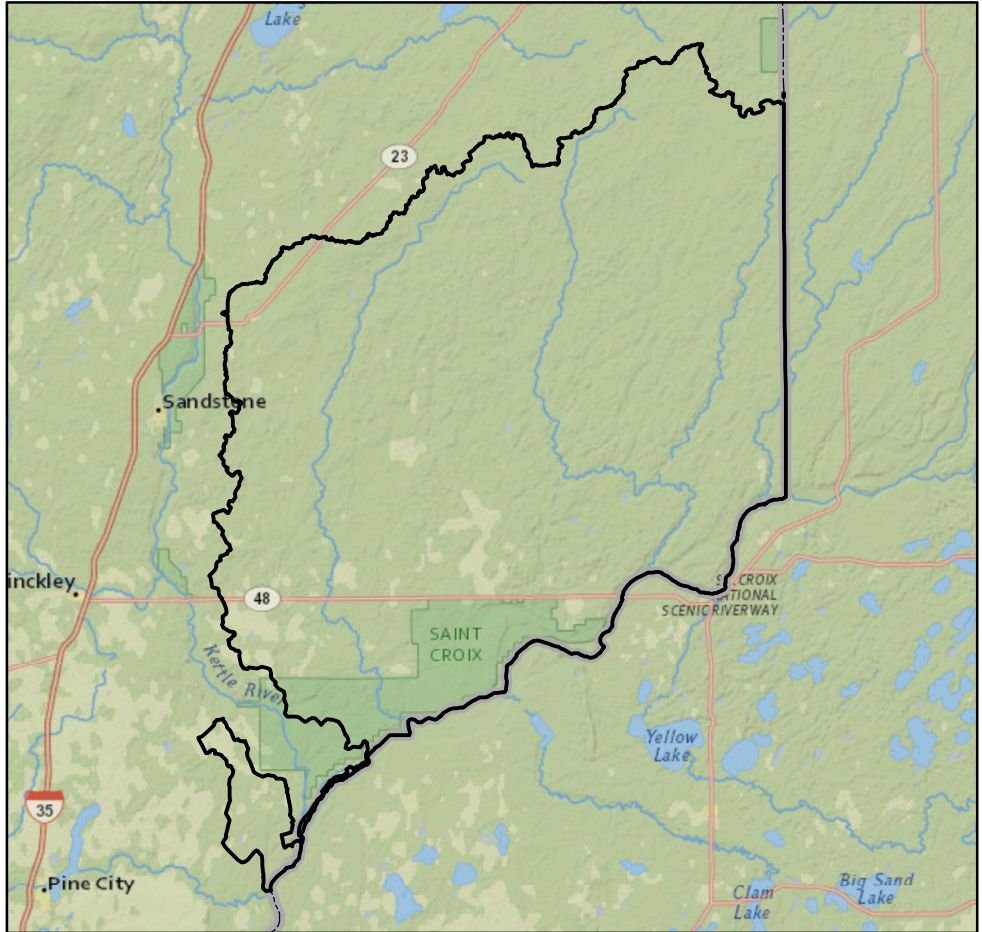 Lake
23
Sandstone
inckley
48
ST. CROIX
NATIONAL
SCENIC RIVERWAY
SAINT
CROIX
Kettle River
Yellow
Lake
35
Pine City
Clam
Lake
Big Sand
Lake